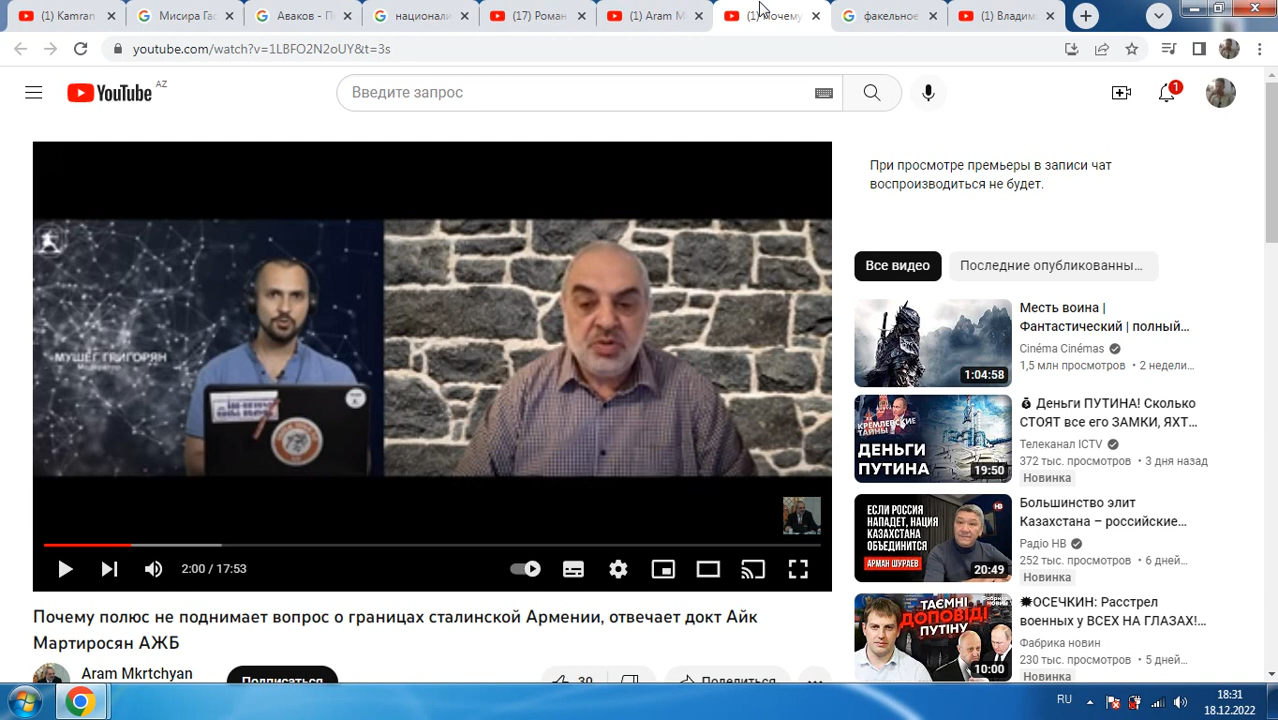 (1) Kamran
Мисира Га
Аваков - П
национали
(17) Роман
(1) Aram M
(1) Почему
факельное
(1) Владим
youtube.com/watch?v=1LBFO2N2oUY&t=3s
YouTube AZ
Введите запрос
1
При просмотре премьеры в записи чат
воспроизводиться не будет.
МУШЕГ ГРИГОРЯН
Модератор
2:00 / 17:53
Почему полюс не поднимает вопрос о границах сталинской Армении, отвечает докт Айк
Мартиросян АЖБ
Aram Mkrtchyan
Подписаться
30
Поделиться
Все видео
Последние опубликованны...
Месть воина |
Фантастический | полный...
Cinéma Cinémas
1,5 млн просмотров • 2 недели...
1:04:58
💰 Деньги ПУТИНА! Сколько
СТОЯТ все его ЗАМКИ, ЯХТ...
Телеканал ICTV
372 тыс. просмотров • 3 дня назад
Новинка
КРЕМЛЕВСКИЕ
ТАЙНЫ
ДЕНЬГИ
ПУТИНА
19:50
Большинство элит
Казахстана – российские...
Радіо НВ
252 тыс. просмотров • 6 дней...
Новинка
ЕСЛИ РОССИЯ
НАПАДЕТ, НАЦИЯ
КАЗАХСТАНА
ОБЪЕДИНИТСЯ
АРМАН ШУРАЕВ
НВ
20:49
✹ОСЕЧКИН: Расстрел
военных у ВСЕХ НА ГЛАЗАХ!...
Фабрика новин
230 тыс. просмотров • 5 дней...
Новинка
ТАЄМНІ
ДОПОВІДІ
ПУТІНУ
10:00
RU
18:31
18.12.2022